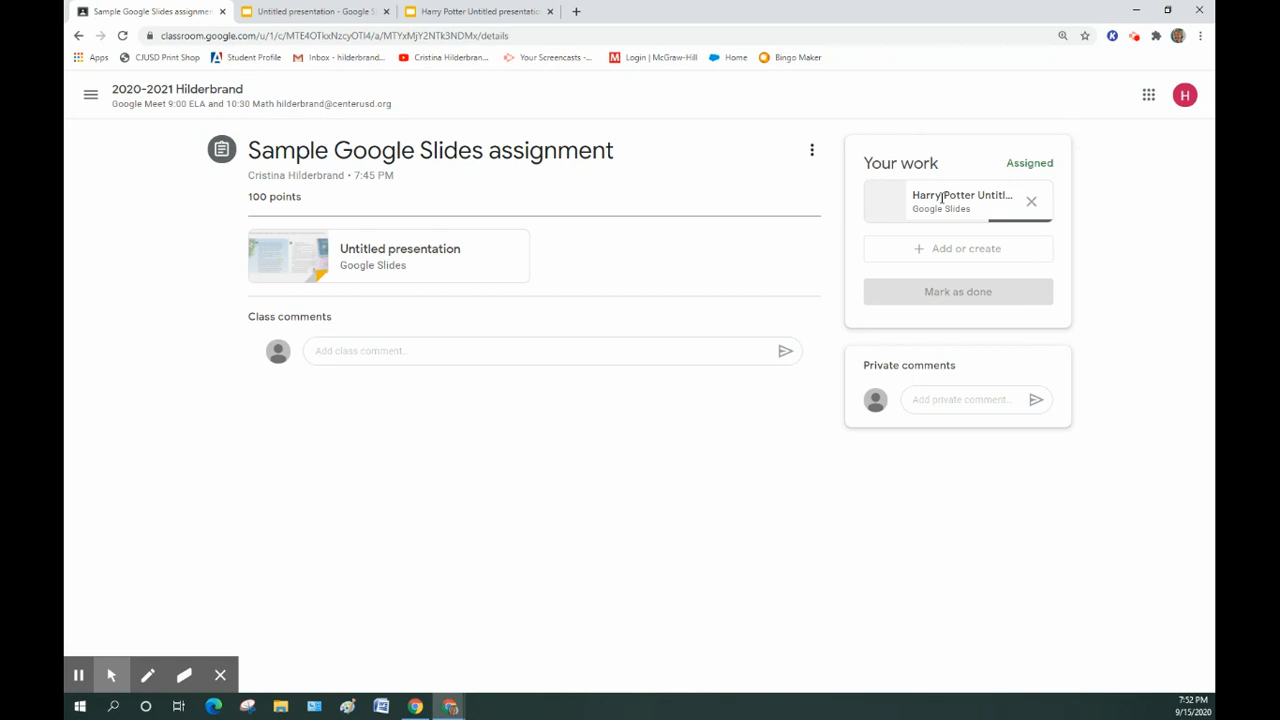 Sample Google Slides assignme
Untitled presentation - Google S
Harry Potter Untitled presentatio
classroom.google.com/u/1/c/MTE4OTkxNzcyOTI4/a/MTYxMjY2NTk3NDMx/details
Apps
CJUSD Print Shop
Student Profile
Inbox - hilderbrand...
Cristina Hilderbran...
Your Screencasts -...
Login | McGraw-Hill
Home
Bingo Maker
2020-2021 Hilderbrand
Google Meet 9:00 ELA and 10:30 Math hilderbrand@centerusd.org
H
Sample Google Slides assignment
Cristina Hilderbrand • 7:45 PM
100 points
Untitled presentation
Google Slides
Class comments
Add class comment...
Your work
Assigned
Harry Potter Untitl...
Google Slides
+ Add or create
Mark as done
Private comments
Add private comment...
7:52 PM
9/15/2020